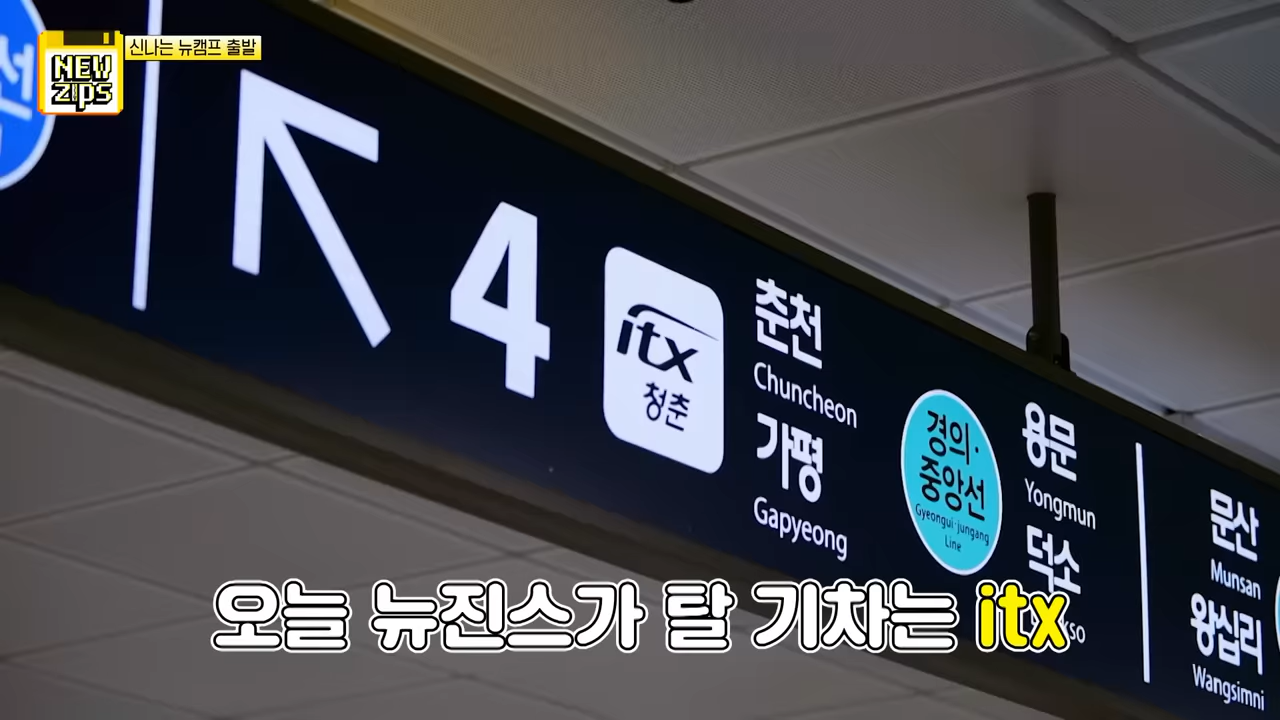 NEW
zips
신나는 뉴캠프 출발
선
4
itx
청춘
춘천
Chuncheon
가평
Gapyeong
경의·
중앙선
Gyeongui·jungang
Line
용문
Yongmun
덕소
문산
Munsan
왕십리
Wangsimni
오늘 뉴진스가 탈 기차는 itx